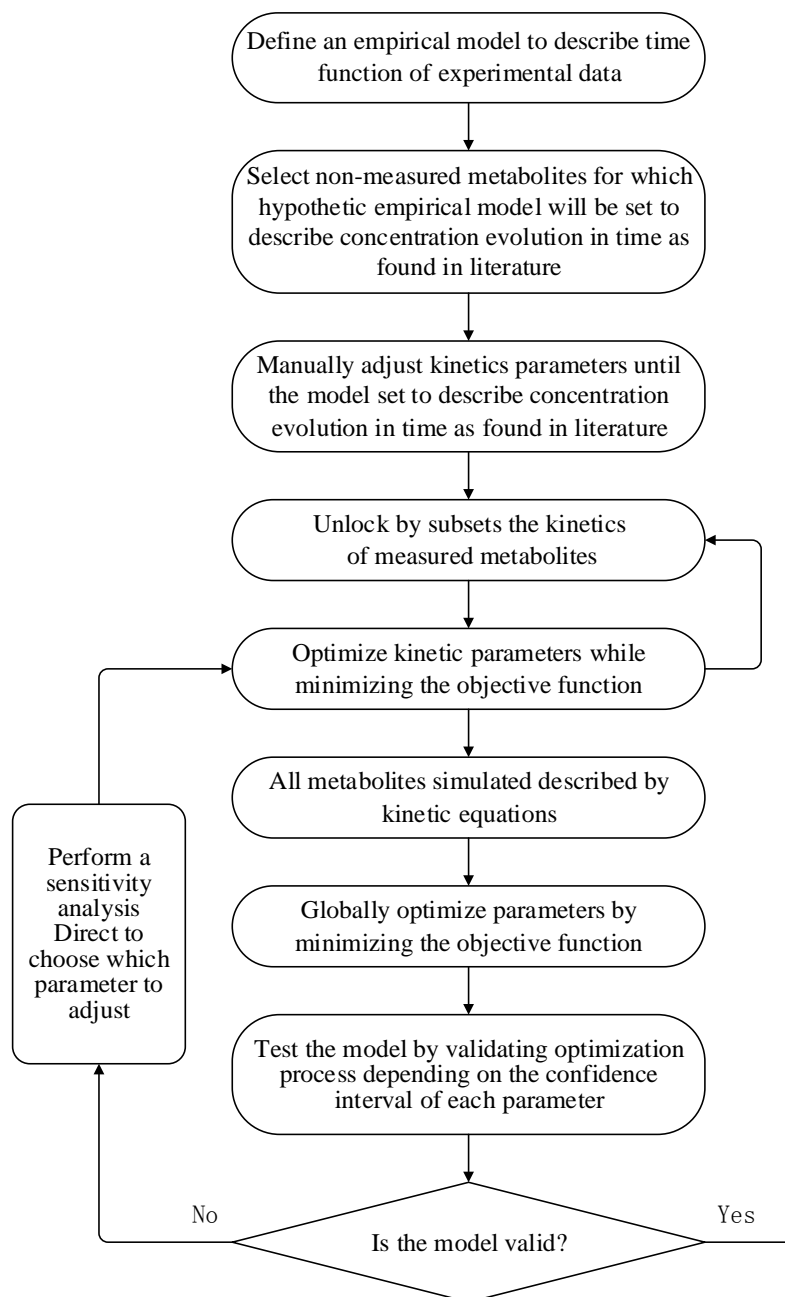 Define an empirical model to describe time
function of experimental data
Select non-measured metabolites for which
hypothetic empirical model will be set to
describe concentration evolution in time as
found in literature
Manually adjust kinetics parameters until
the model set to describe concentration
evolution in time as found in literature
Unlock by subsets the kinetics
of measured metabolites
Optimize kinetic parameters while
minimizing the objective function
All metabolites simulated described by
kinetic equations
Perform a
sensitivity
analysis
Direct to
choose which
parameter to
adjust
Globally optimize parameters by
minimizing the objective function
Test the model by validating optimization
process depending on the confidence
interval of each parameter
No
Yes
Is the model valid?